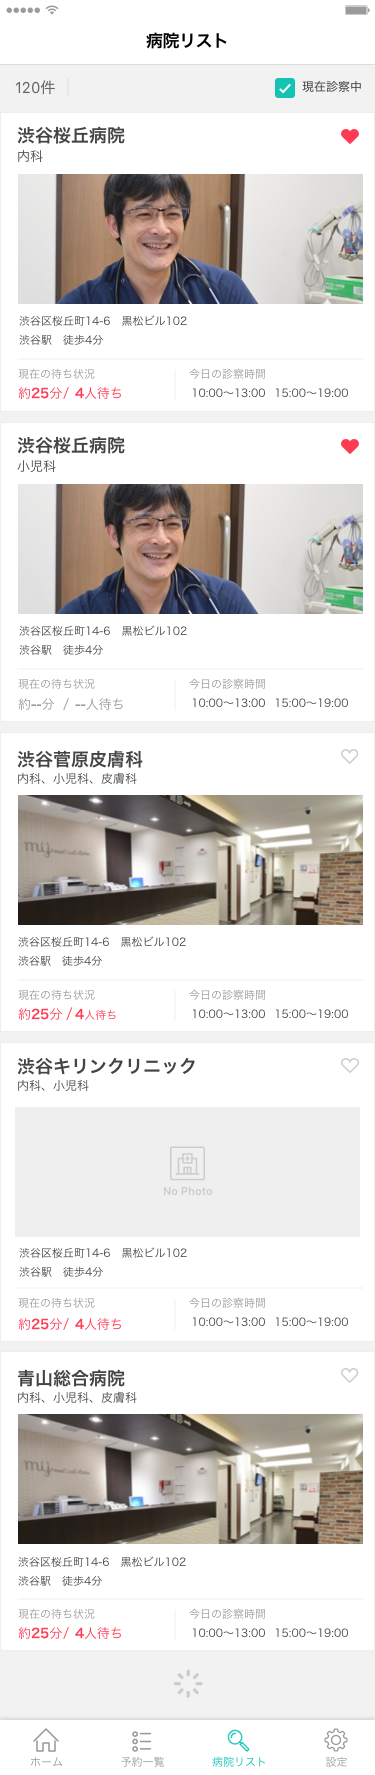 病院リスト
120件
現在診察中
渋谷桜丘病院
内科
渋谷区桜丘町14-6　黒松ビル102
渋谷駅　徒歩4分
現在の待ち状況
今日の診察時間
約25分/ 4人待ち
10:00〜13:00 15:00〜19:00
渋谷桜丘病院
小児科
渋谷区桜丘町14-6　黒松ビル102
渋谷駅　徒歩4分
現在の待ち状況
今日の診察時間
約--分 / --人待ち
10:00〜13:00 15:00〜19:00
渋谷菅原皮膚科
内科、小児科、皮膚科
my
渋谷区桜丘町14-6　黒松ビル102
渋谷駅　徒歩4分
現在の待ち状況
今日の診察時間
約25分 / 4人待ち
10:00〜13:00 15:00〜19:00
渋谷キリンクリニック
内科、小児科
No Photo
渋谷区桜丘町14-6　黒松ビル102
渋谷駅　徒歩4分
現在の待ち状況
今日の診察時間
約25分/ 4人待ち
10:00〜13:00 15:00〜19:00
青山総合病院
内科、小児科、皮膚科
my
渋谷区桜丘町14-6　黒松ビル102
渋谷駅　徒歩4分
現在の待ち状況
今日の診察時間
約25分/ 4人待ち
10:00〜13:00 15:00〜19:00
ホーム
予約一覧
病院リスト
設定